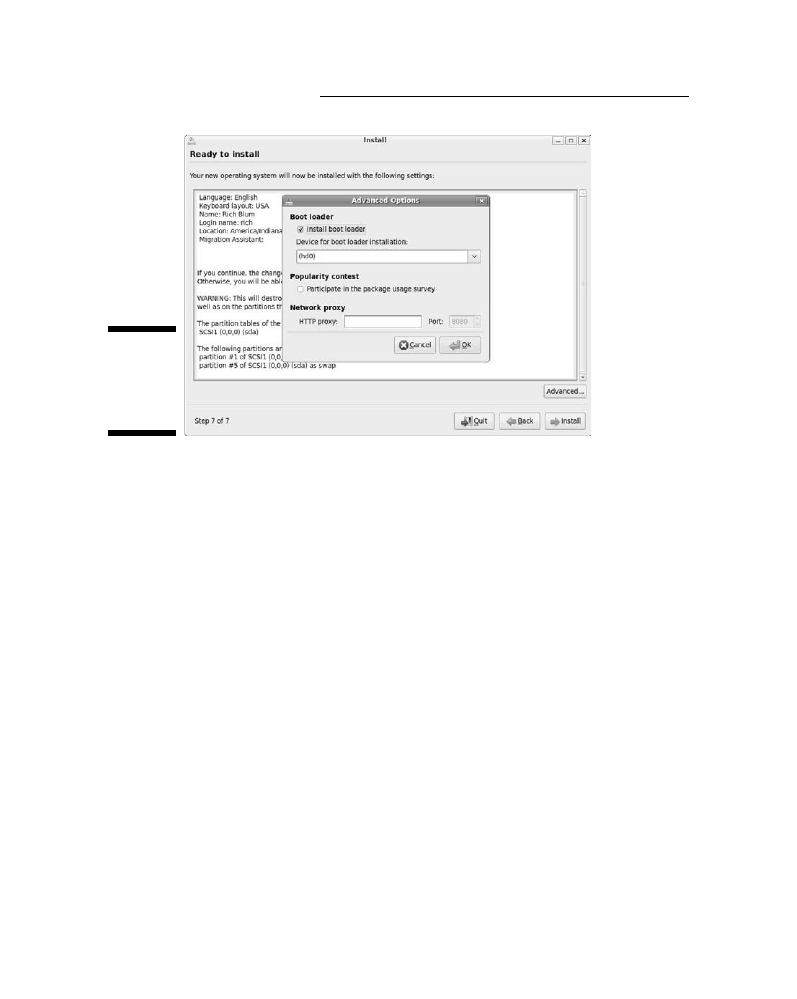 Install
Ready to install
Your new operating system will now be installed with the following settings:
Language: English
Keyboard layout: USA
Name: Rich Blum
Login name: rich
Location: America/Indiana
Migration Assistant:
If you continue, the chang
Otherwise, you will be abl
WARNING: This will destro
well as on the partitions th
The partition tables of the
SCSI1 (0,0,0) (sda)
The following partitions ar
partition #1 of SCSI1 (0,0,
partition #5 of SCSI1 (0,0,0) (sda) as swap
Advanced Options
Boot loader
Install boot loader
Device for boot loader installation:
(hd0)
Popularity contest
Participate in the package usage survey
Network proxy
HTTP proxy:
Port: 8080
Cancel
OK
Advanced...
Step 7 of 7
Quit
Back
Install